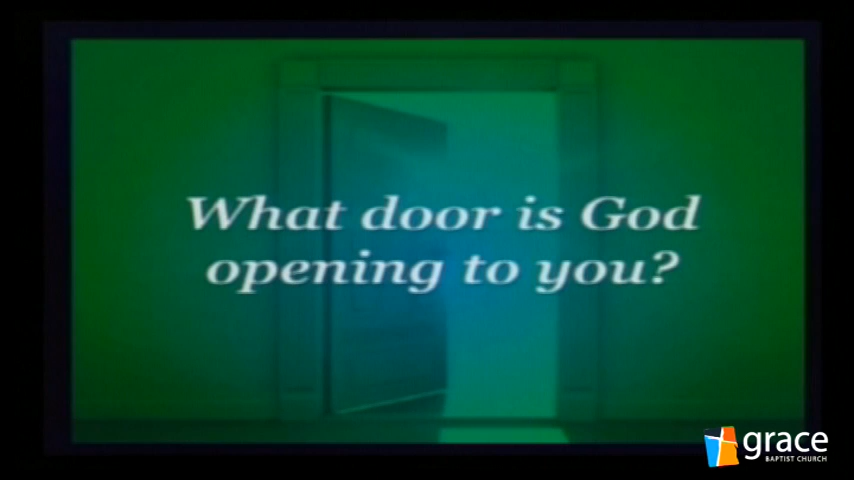 What door is God
opening to you?
grace
BAPTIST CHURCH